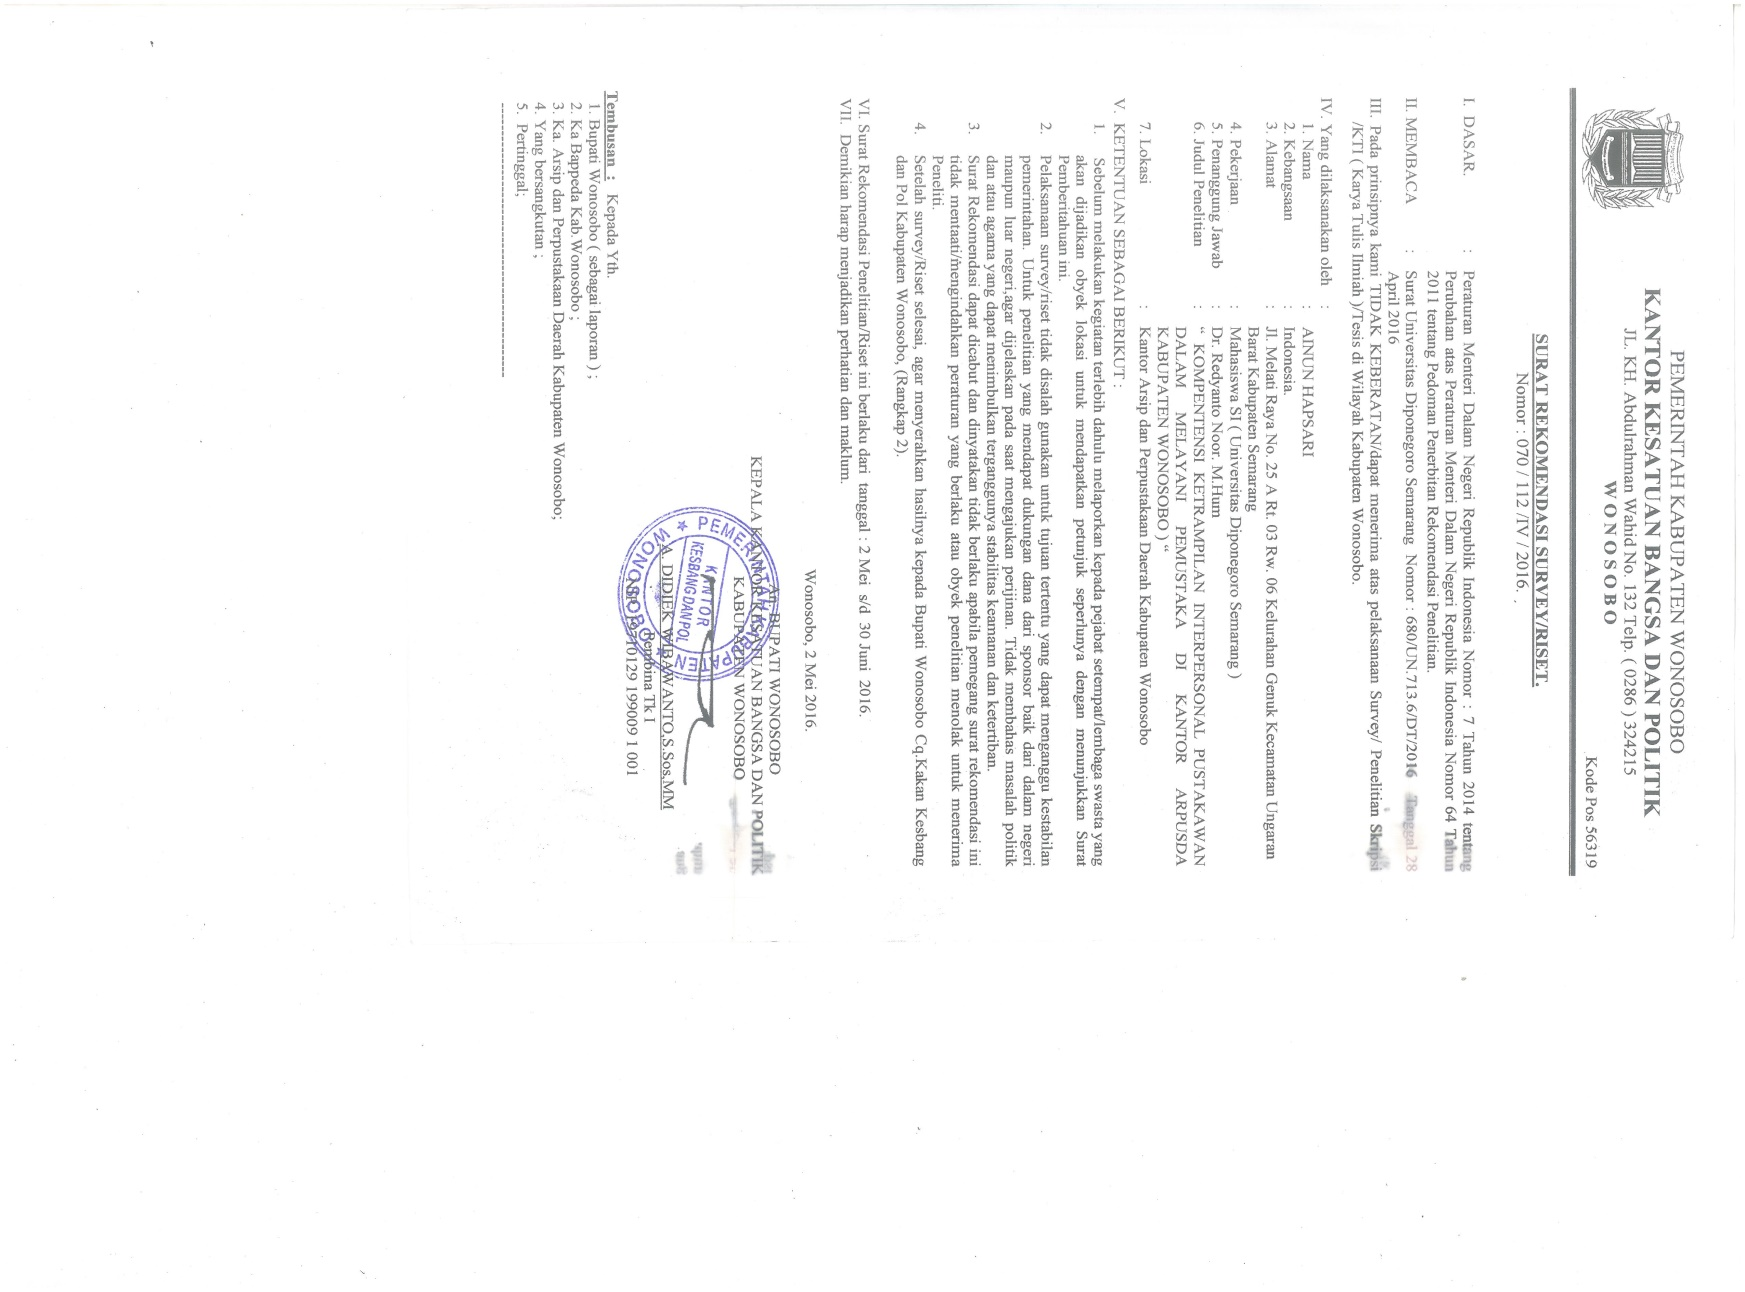 PEMERINTAH KABUPATEN WONOSOBO
KANTOR KESATUAN BANGSA DAN POLITIK
JL. KH. Abdulrahman Wahid No. 132 Telp. ( 0286 ) 324215
W O N O S O B O
Kode Pos 56319
SURAT REKOMENDASI SURVEY/RISET.
Nomor : 070 / 112 /IV / 2016. .
I. DASAR. : Peraturan Menteri Dalam Negeri Republik Indonesia Nomor : 7 Tahun 2014 tentang
Perubahan atas Peraturan Menteri Dalam Negeri Republik Indonesia Nomor 64 Tahun
2011 tentang Pedoman Penerbitan Rekomendasi Penelitian.
II. MEMBACA : Surat Universitas Diponegoro Semarang Nomor : 680/UN.713.6/DT/2016 Tanggal 28
April 2016
III. Pada prinsipnya kami TIDAK KEBERATAN/dapat menerima atas pelaksanaan Survey/ Penelitian Skripsi
/KTI ( Karya Tulis Ilmiah )/Tesis di Wilayah Kabupaten Wonosobo.
IV. Yang dilaksanakan oleh :
1. Nama : AINUN HAPSARI
2. Kebangsaan : Indonesia.
3. Alamat : Jl. Melati Raya No. 25 A Rt. 03 Rw. 06 Kelurahan Genuk Kecamatan Ungaran
Barat Kabupaten Semarang
4. Pekerjaan : Mahasiswa SI ( Universitas Diponegoro Semarang )
5. Penanggung Jawab : Dr. Redyanto Noor. M.Hum
6. Judul Penelitian : “ KOMPENTENSI KETRAMPILAN INTERPERSONAL PUSTAKAWAN
DALAM MELAYANI PEMUSTAKA DI KANTOR ARPUSDA
KABUPATEN WONOSOBO ) “
7. Lokasi : Kantor Arsip dan Perpustakaan Daerah Kabupaten Wonosobo
V. KETENTUAN SEBAGAI BERIKUT :
1. Sebelum melakukan kegiatan terlebih dahulu melaporkan kepada pejabat setempat/lembaga swasta yang
akan dijadikan obyek lokasi untuk mendapatkan petunjuk seperlunya dengan menunjukkan Surat
Pemberitahuan ini.
2. Pelaksanaan survey/riset tidak disalah gunakan untuk tujuan tertentu yang dapat menganggu kestabilan
pemerintahan. Untuk penelitian yang mendapat dukungan dana dari sponsor baik dari dalam negeri
maupun luar negeri,agar dijelaskan pada saat mengajukan perijinan. Tidak membahas masalah politik
dan atau agama yang dapat menimbulkan terganggunya stabilitas keamanan dan ketertiban.
3. Surat Rekomendasi dapat dicabut dan dinyatakan tidak berlaku apabila pemegang surat rekomendasi ini
tidak mentaati/mengindahkan peraturan yang berlaku atau obyek penelitian menolak untuk menerima
Peneliti.
4. Setelah survey/Riset selesai, agar menyerahkan hasilnya kepada Bupati Wonosobo Cq.Kakan Kesbang
dan Pol Kabupaten Wonosobo, (Rangkap 2).
VI. Surat Rekomendasi Penelitian/Riset ini berlaku dari tanggal : 2 Mei s/d 30 Juni 2016.
VII. Demikian harap menjadikan perhatian dan maklum.
Wonosobo, 2 Mei 2016.
An. BUPATI WONOSOBO
KEPALA KANTOR KESATUAN BANGSA DAN POLITIK
KABUPATEN WONOSOBO
PEMERINTAH KABUPATEN
WONOSOBO
KANTOR
KESBANG DAN POL
A. DIDIEK WIBAWANTO,S.Sos,MM
Pembina Tk I
NIP. 19710129 199009 1 001
Tembusan : Kepada Yth.
1. Bupati Wonosobo ( sebagai laporan ) ;
2. Ka Bappeda Kab.Wonosobo ;
3. Ka. Arsip dan Perpustakaan Daerah Kabupaten Wonosobo;
4. Yang bersangkutan ;
5. Pertinggal;